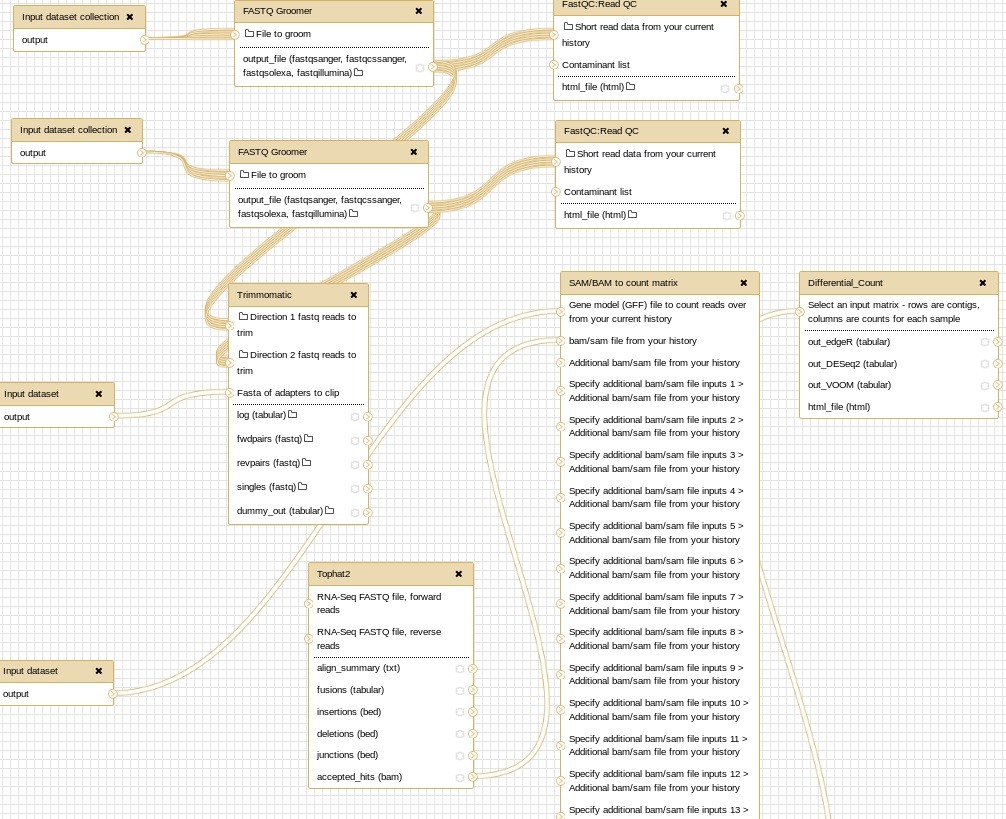 Input dataset collection ✖
output
FASTQ Groomer ✖
File to groom
output_file (fastqsanger, fastqcssanger,
fastqsolexa, fastqillumina)
FastQC:Read QC ✖
Short read data from your current
history
Contaminant list
html_file (html)
Input dataset collection ✖
output
FASTQ Groomer ✖
File to groom
output_file (fastqsanger, fastqcssanger,
fastqsolexa, fastqillumina)
FastQC:Read QC ✖
Short read data from your current
history
Contaminant list
html_file (html)
Trimmomatic ✖
Direction 1 fastq reads to
trim
Direction 2 fastq reads to
trim
Fasta of adapters to clip
log (tabular)
fwdpairs (fastq)
revpairs (fastq)
singles (fastq)
dummy_out (tabular)
Input dataset ✖
output
Input dataset ✖
output
Tophat2 ✖
RNA-Seq FASTQ file, forward
reads
RNA-Seq FASTQ file, reverse
reads
align_summary (txt)
fusions (tabular)
insertions (bed)
deletions (bed)
junctions (bed)
accepted_hits (bam)
SAM/BAM to count matrix ✖
Gene model (GFF) file to count reads over
from your current history
bam/sam file from your history
Additional bam/sam file from your history
Specify additional bam/sam file inputs 1 >
Additional bam/sam file from your history
Specify additional bam/sam file inputs 2 >
Additional bam/sam file from your history
Specify additional bam/sam file inputs 3 >
Additional bam/sam file from your history
Specify additional bam/sam file inputs 4 >
Additional bam/sam file from your history
Specify additional bam/sam file inputs 5 >
Additional bam/sam file from your history
Specify additional bam/sam file inputs 6 >
Additional bam/sam file from your history
Specify additional bam/sam file inputs 7 >
Additional bam/sam file from your history
Specify additional bam/sam file inputs 8 >
Additional bam/sam file from your history
Specify additional bam/sam file inputs 9 >
Additional bam/sam file from your history
Specify additional bam/sam file inputs 10 >
Additional bam/sam file from your history
Specify additional bam/sam file inputs 11 >
Additional bam/sam file from your history
Specify additional bam/sam file inputs 12 >
Additional bam/sam file from your history
Specify additional bam/sam file inputs 13 >
Differential_Count ✖
Select an input matrix - rows are contigs,
columns are counts for each sample
out_edgeR (tabular)
out_DESeq2 (tabular)
out_VOOM (tabular)
html_file (html)